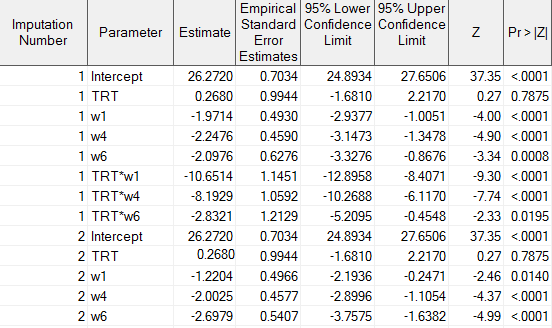 Imputation Number Parameter Estimate Empirical Standard Error Estimates 95% Lower Confidence Limit 95% Upper Confidence Limit Z Pr > |Z|
1 Intercept 26.2720 0.7034 24.8934 27.6506 37.35 <.0001
1 TRT 0.2680 0.9944 -1.6810 2.2170 0.27 0.7875
1 w1 -1.9714 0.4930 -2.9377 -1.0051 -4.00 <.0001
1 w4 -2.2476 0.4590 -3.1473 -1.3478 -4.90 <.0001
1 w6 -2.0976 0.6276 -3.3276 -0.8676 -3.34 0.0008
1 TRT*w1 -10.6514 1.1451 -12.8958 -8.4071 -9.30 <.0001
1 TRT*w4 -8.1929 1.0592 -10.2688 -6.1170 -7.74 <.0001
1 TRT*w6 -2.8321 1.2129 -5.2095 -0.4548 -2.33 0.0195
2 Intercept 26.2720 0.7034 24.8934 27.6506 37.35 <.0001
2 TRT 0.2680 0.9944 -1.6810 2.2170 0.27 0.7875
2 w1 -1.2204 0.4966 -2.1936 -0.2471 -2.46 0.0140
2 w4 -2.0025 0.4577 -2.8996 -1.1054 -4.37 <.0001
2 w6 -2.6979 0.5407 -3.7575 -1.6382 -4.99 <.0001